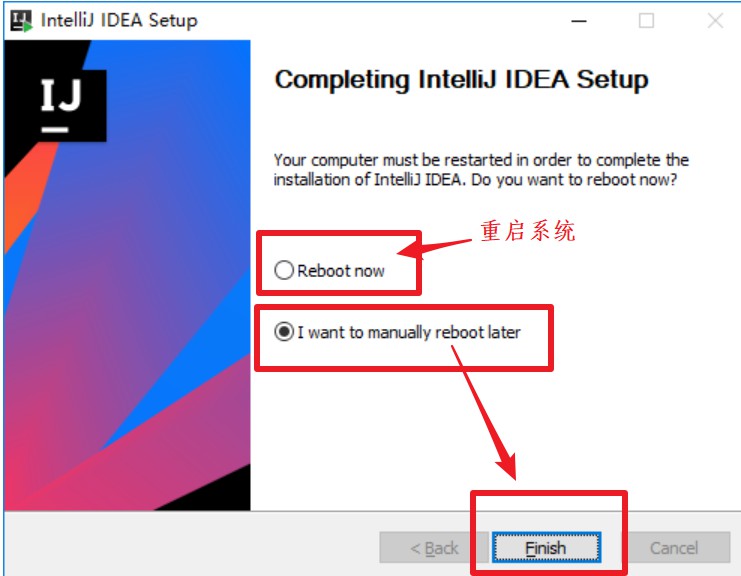 IntelliJ IDEA Setup
IJ
Completing IntelliJ IDEA Setup
Your computer must be restarted in order to complete the
installation of IntelliJ IDEA. Do you want to reboot now?
重启系统
Reboot now
I want to manually reboot later
< Back
Finish
Cancel